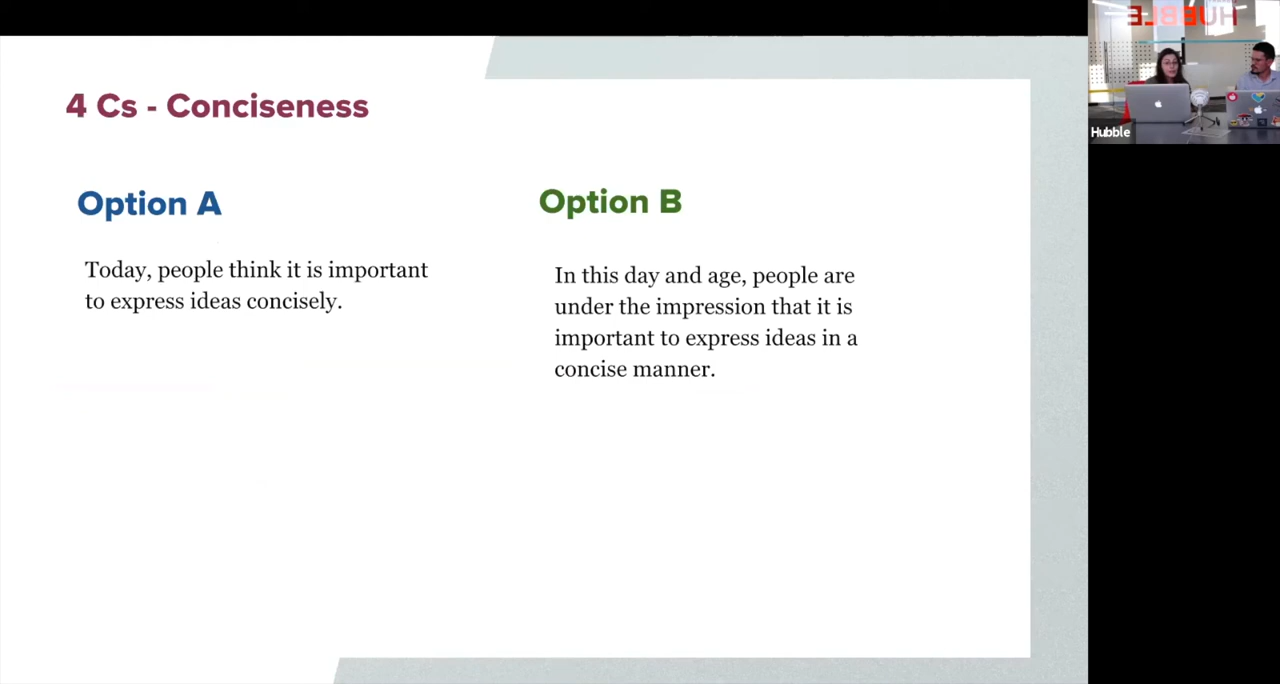 4 Cs - Conciseness
Option A
Today, people think it is important
to express ideas concisely.
Option B
In this day and age, people are
under the impression that it is
important to express ideas in a
concise manner.
HUBBLE
Hubble